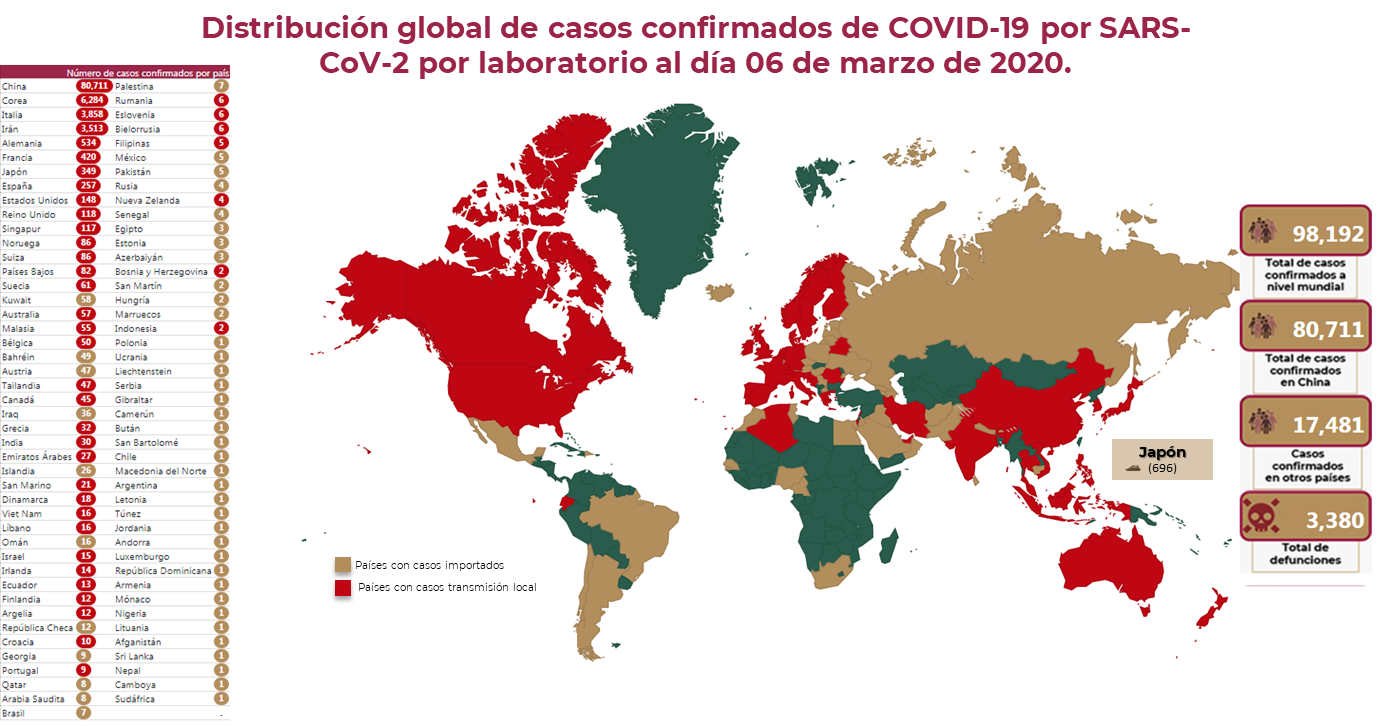 Distribución global de casos confirmados de COVID-19 por SARS-
CoV-2 por laboratorio al día 06 de marzo de 2020.
Número de casos confirmados por país
China 80,711 Palestina 7
Corea 6,284 Rumania 6
Italia 3,858 Eslovenia 6
Irán 3,513 Bielorrusia 6
Alemania 534 Filipinas 5
Francia 420 México 5
Japón 349 Pakistán 5
España 257 Rusia 4
Estados Unidos 148 Nueva Zelanda 4
Reino Unido 118 Senegal 4
Singapur 117 Egipto 3
Noruega 86 Estonia 3
Suiza 86 Azerbaiyán 3
Países Bajos 82 Bosnia y Herzegovina 2
Suecia 61 San Martín 2
Kuwait 58 Hungría 2
Australia 57 Marruecos 2
Malasia 55 Indonesia 2
Bélgica 50 Polonia 1
Bahréin 49 Ucrania 1
Austria 47 Liechtenstein 1
Tailandia 47 Serbia 1
Canadá 45 Gibraltar 1
Iraq 36 Camerún 1
Grecia 32 Bután 1
India 30 San Bartolomé 1
Emiratos Árabes 27 Chile 1
Islandia 26 Macedonia del Norte 1
San Marino 21 Argentina 1
Dinamarca 18 Letonia 1
Viet Nam 16 Túnez 1
Líbano 16 Jordania 1
Omán 16 Andorra 1
Israel 15 Luxemburgo 1
Irlanda 14 República Dominicana 1
Ecuador 13 Armenia 1
Finlandia 12 Mónaco 1
Argelia 12 Nigeria 1
República Checa 12 Lituania 1
Croacia 10 Afganistán 1
Georgia 9 Sri Lanka 1
Portugal 9 Nepal 1
Qatar 8 Camboya 1
Arabia Saudita 8 Sudáfrica 1
Brasil 7 -
Países con casos importados
Países con casos transmisión local
Japón
(696)
98,192
Total de casos
confirmados a
nivel mundial
80,711
Total de casos
confirmados
en China
17,481
Casos
confirmados
en otros países
3,380
Total de
defunciones